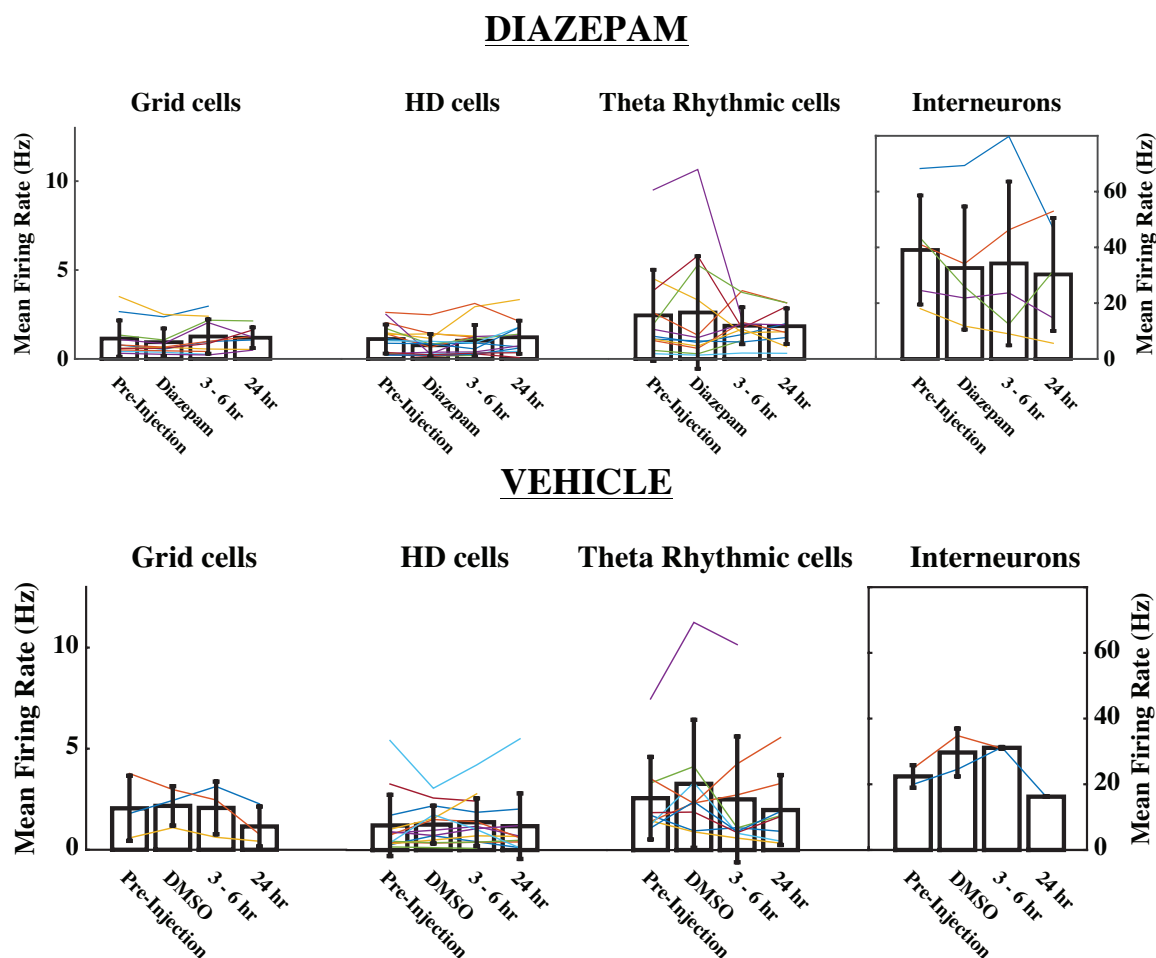 DIAZEPAM
Grid cells HD cells Theta Rhythmic cells Interneurons
Mean Firing Rate (Hz)
10
5
0
60
40
20
0
Mean Firing Rate (Hz)
Pre-Injection Diazepam 3 - 6 hr 24 hr
Pre-Injection Diazepam 3 - 6 hr 24 hr
Pre-Injection Diazepam 3 - 6 hr 24 hr
Pre-Injection Diazepam 3 - 6 hr 24 hr
VEHICLE
Grid cells HD cells Theta Rhythmic cells Interneurons
Mean Firing Rate (Hz)
10
5
0
60
40
20
0
Mean Firing Rate (Hz)
Pre-Injection DMSO 3 - 6 hr 24 hr
Pre-Injection DMSO 3 - 6 hr 24 hr
Pre-Injection DMSO 3 - 6 hr 24 hr
Pre-Injection DMSO 3 - 6 hr 24 hr